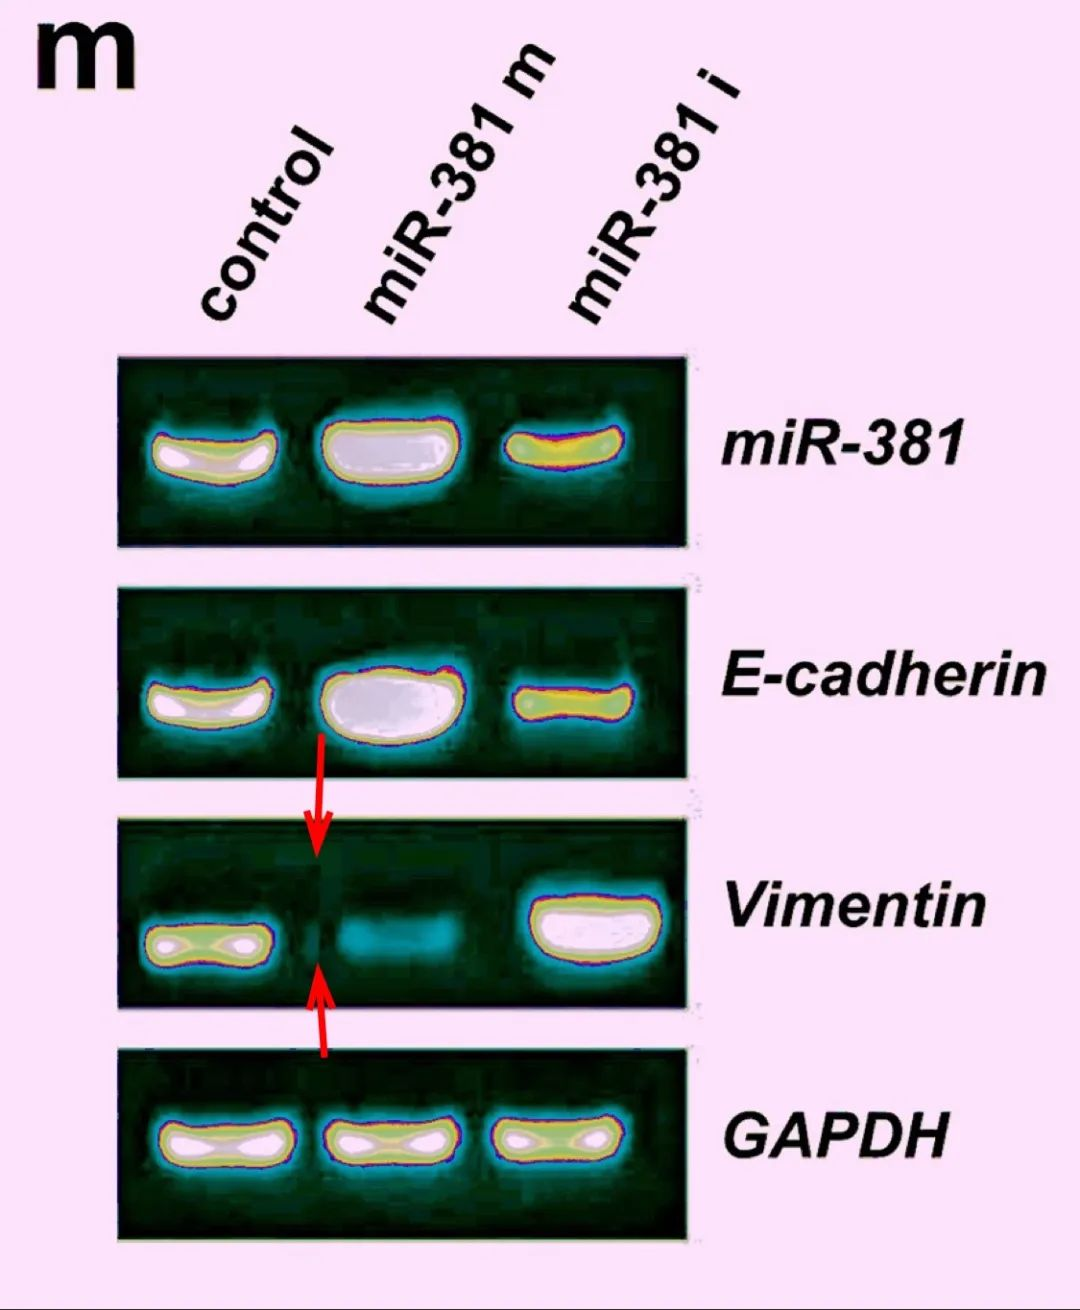 m
control
miR-381 m
miR-381 i
miR-381
E-cadherin
Vimentin
GAPDH